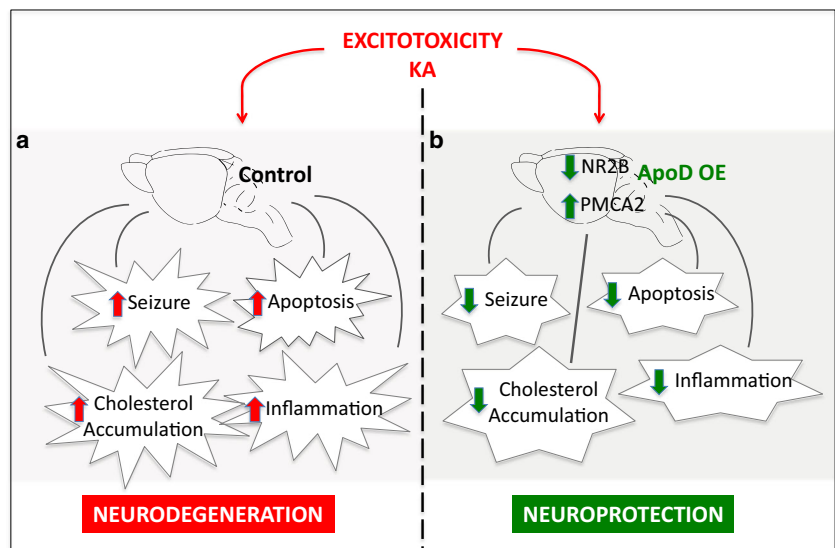 EXCITOTOXICITY
KA
a
Control
Seizure
Apoptosis
Cholesterol
Accumulation
Inflammation
NEURODEGENERATION
b
NR2B
ApoD OE
PMCA2
Seizure
Apoptosis
Cholesterol
Accumulation
Inflammation
NEUROPROTECTION